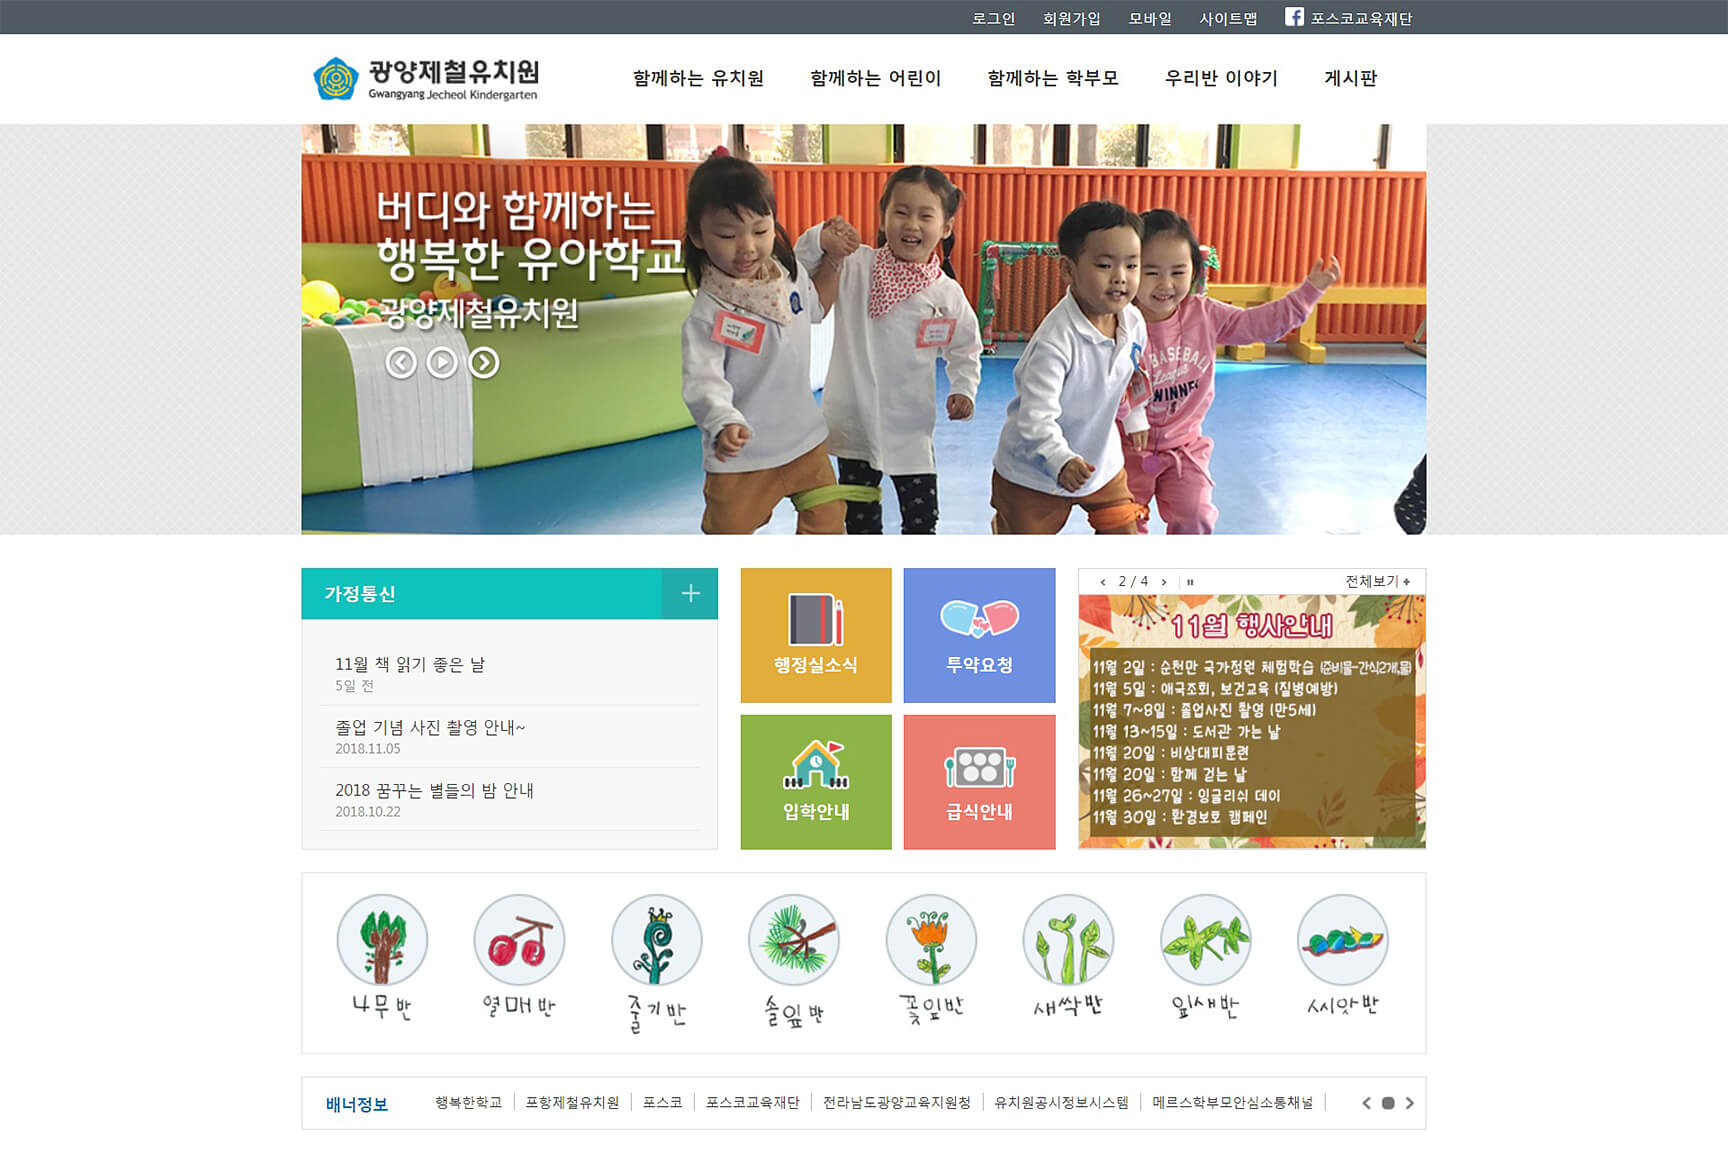 로그인 회원가입 모바일 사이트맵 포스코교육재단
광양제철유치원
Gwangyang Jecheol Kindergarten
함께하는 유치원 함께하는 어린이 함께하는 학부모 우리반 이야기 게시판
버디와 함께하는
행복한 유아학교
광양제철유치원
BASEBALL
League
WINNE
가정통신
11월 책 읽기 좋은 날
5일 전
졸업 기념 사진 촬영 안내~
2018.11.05
2018 꿈꾸는 별들의 밤 안내
2018.10.22
행정실소식
투약요청
입학안내
급식안내
2 / 4 전체보기
11월 행사안내
11월 2일 : 순천만 국가정원 체험학습 (준비물-간식2개,물)
11월 5일 : 애국조회, 보건교육 (질병예방)
11월 7~8일 : 졸업사진 촬영 (만5세)
11월 13~15일 : 도서관 가는 날
11월 20일 : 비상대피훈련
11월 20일 : 함께 걷는 날
11월 26~27일 : 잉글리쉬 데이
11월 30일 : 환경보호 캠페인
나무반 열매반 줄기반 솔잎반 꽃잎반 새싹반 잎새반 씨앗반
배너정보 행복한학교 포항제철유치원 포스코 포스코교육재단 전라남도광양교육지원청 유치원공시정보시스템 메르스학부모안심소통채널